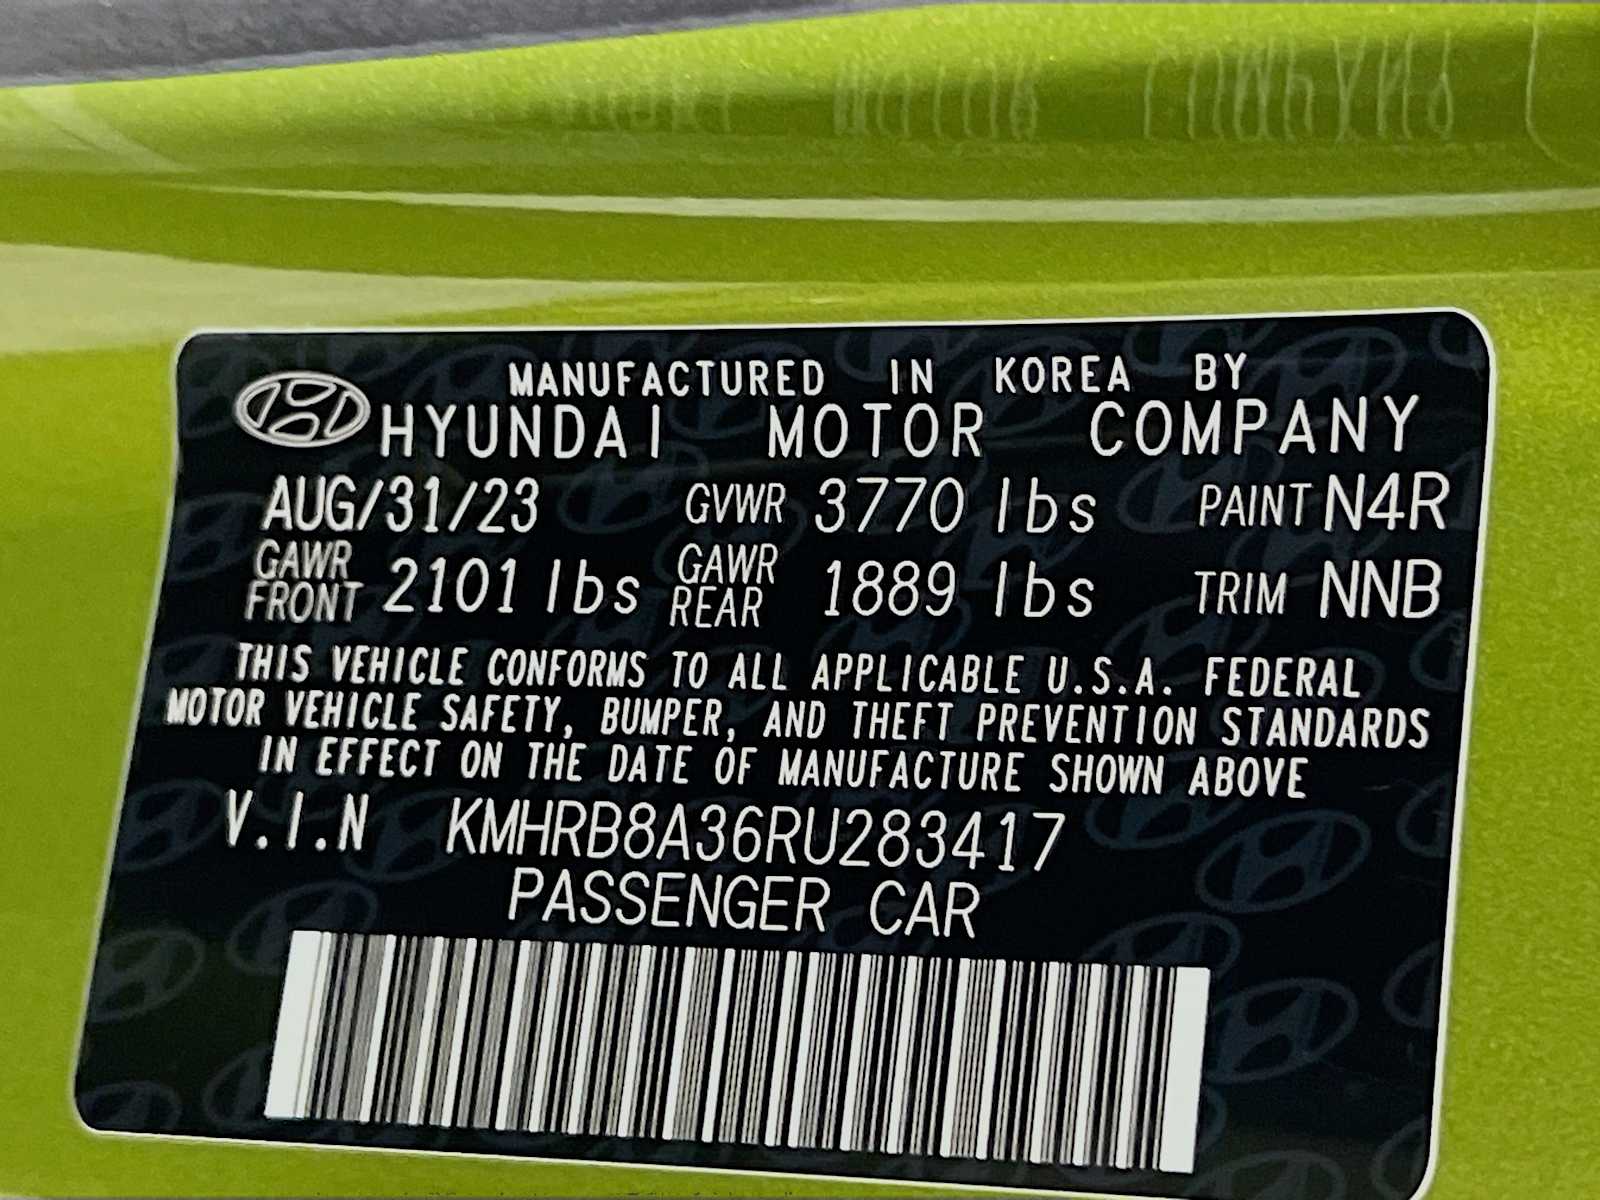 MANUFACTURED IN KOREA BY
HYUNDAI MOTOR COMPANY
AUG/31/23 GVWR 3770 lbs PAINT N4R
GAWR FRONT 2101 lbs GAWR REAR 1889 lbs TRIM NNB
THIS VEHICLE CONFORMS TO ALL APPLICABLE U.S.A. FEDERAL
MOTOR VEHICLE SAFETY, BUMPER, AND THEFT PREVENTION STANDARDS
IN EFFECT ON THE DATE OF MANUFACTURE SHOWN ABOVE
V.I.N KMHRB8A36RU283417
PASSENGER CAR